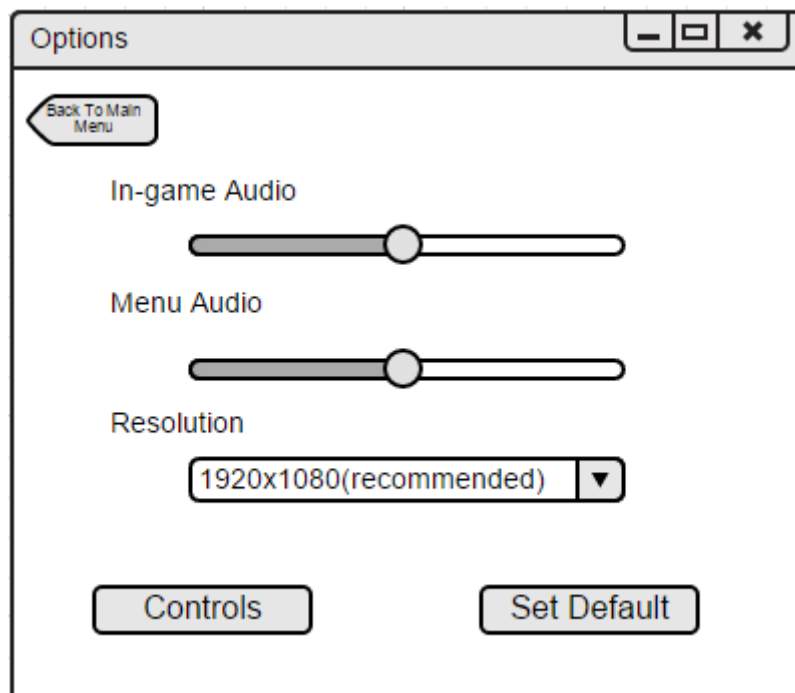 Options
Back To Main
Menu
In-game Audio
Menu Audio
Resolution
1920x1080(recommended)
Controls
Set Default